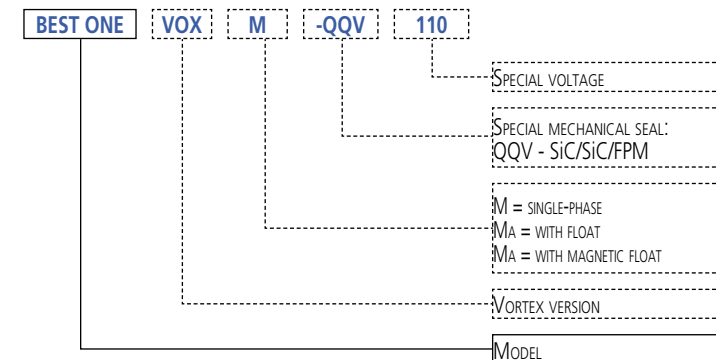 BEST ONE VOX M -QQV 110
SPECIAL VOLTAGE
SPECIAL MECHANICAL SEAL:
QQV - SiC/SiC/FPM
M = SINGLE-PHASE
MA = WITH FLOAT
MA = WITH MAGNETIC FLOAT
VORTEX VERSION
MODEL